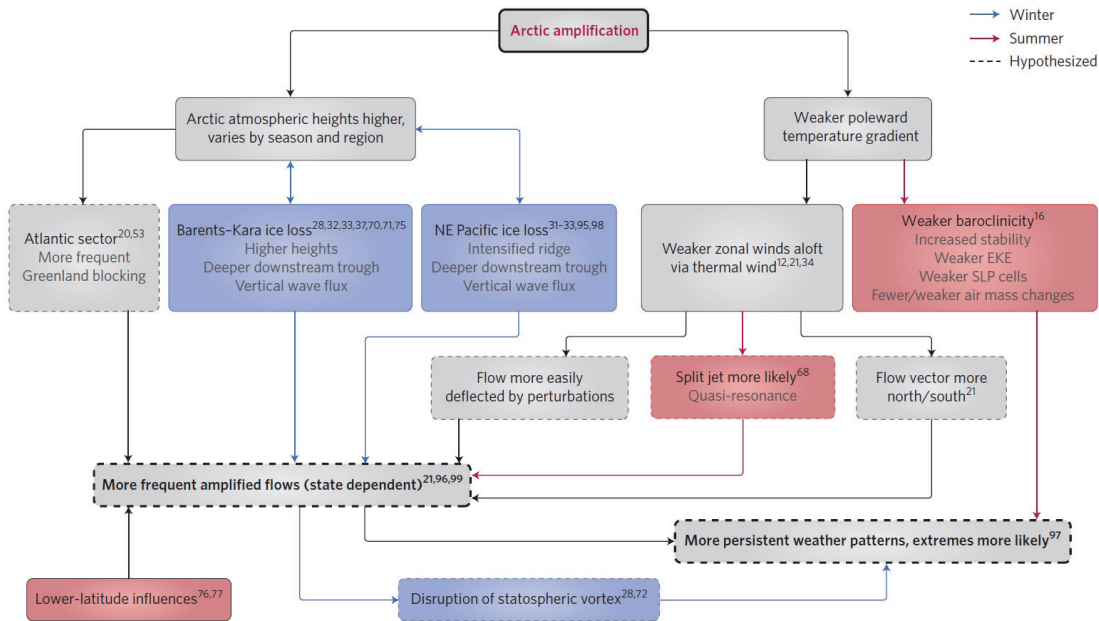 Arctic amplification
Winter
Summer
Hypothesized
Arctic atmospheric heights higher,
varies by season and region
Weaker poleward
temperature gradient
Atlantic sector20,53
More frequent
Greenland blocking
Barents–Kara ice loss28,32,33,37,70,71,75
Higher heights
Deeper downstream trough
Vertical wave flux
NE Pacific ice loss31–33,95,98
Intensified ridge
Deeper downstream trough
Vertical wave flux
Weaker zonal winds aloft
via thermal wind12,21,34
Weaker baroclinicity16
Increased stability
Weaker EKE
Weaker SLP cells
Fewer/weaker air mass changes
Flow more easily
deflected by perturbations
Split jet more likely68
Quasi-resonance
Flow vector more
north/south21
More frequent amplified flows (state dependent)21,96,99
More persistent weather patterns, extremes more likely97
Lower-latitude influences76,77
Disruption of statospheric vortex28,72